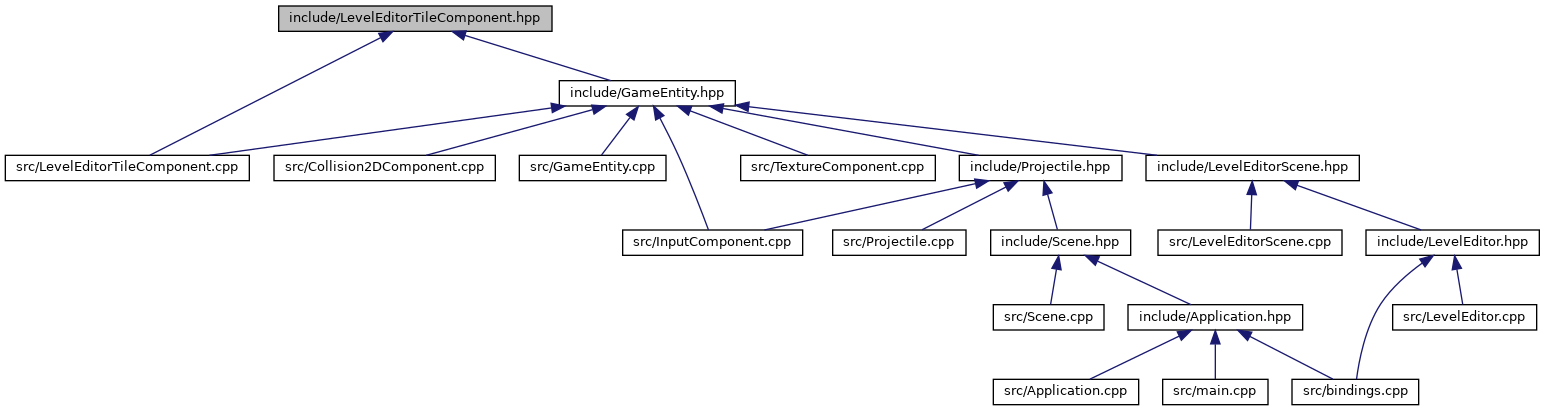 include/LevelEditorTileComponent.hpp
include/GameEntity.hpp
src/LevelEditorTileComponent.cpp
src/Collision2DComponent.cpp
src/GameEntity.cpp
src/TextureComponent.cpp
include/Projectile.hpp
include/LevelEditorScene.hpp
src/InputComponent.cpp
src/Projectile.cpp
include/Scene.hpp
src/LevelEditorScene.cpp
include/LevelEditor.hpp
src/Scene.cpp
include/Application.hpp
src/LevelEditor.cpp
src/Application.cpp
src/main.cpp
src/bindings.cpp